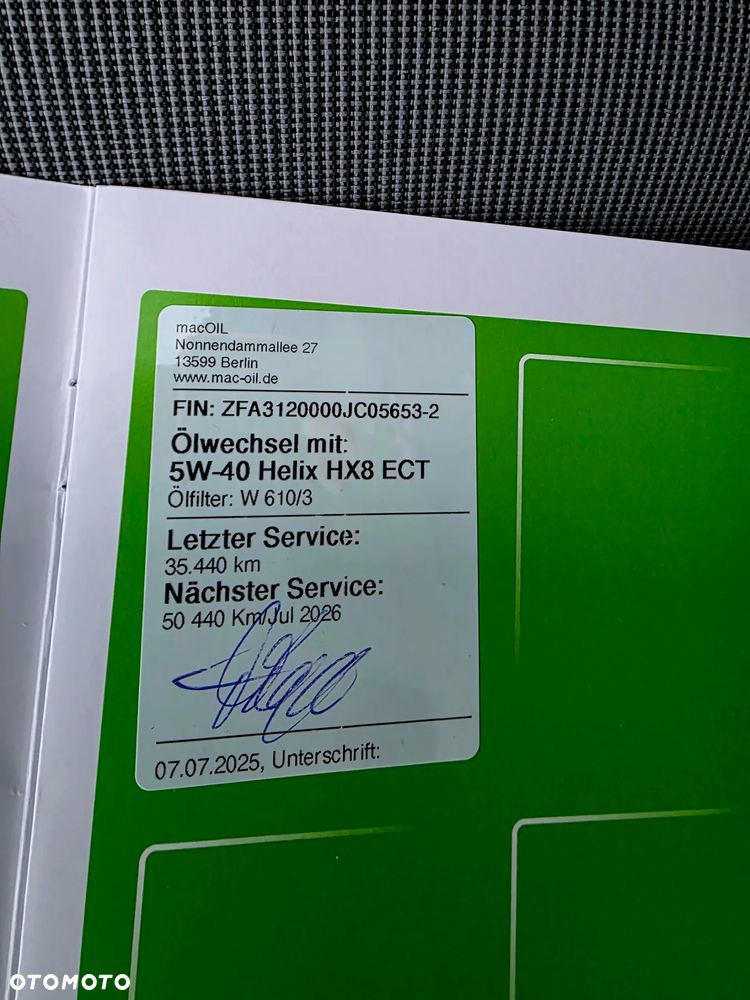 macOIL
Nonnendammallee 27
13599 Berlin
www.mac-oil.de
FIN: ZFA3120000JC05653-2
Ölwechsel mit:
5W-40 Helix HX8 ECT
Ölfilter: W 610/3
Letzter Service:
35.440 km
Nächster Service:
50 440 Km/Jul 2026
07.07.2025, Unterschrift:
OTOMOTO